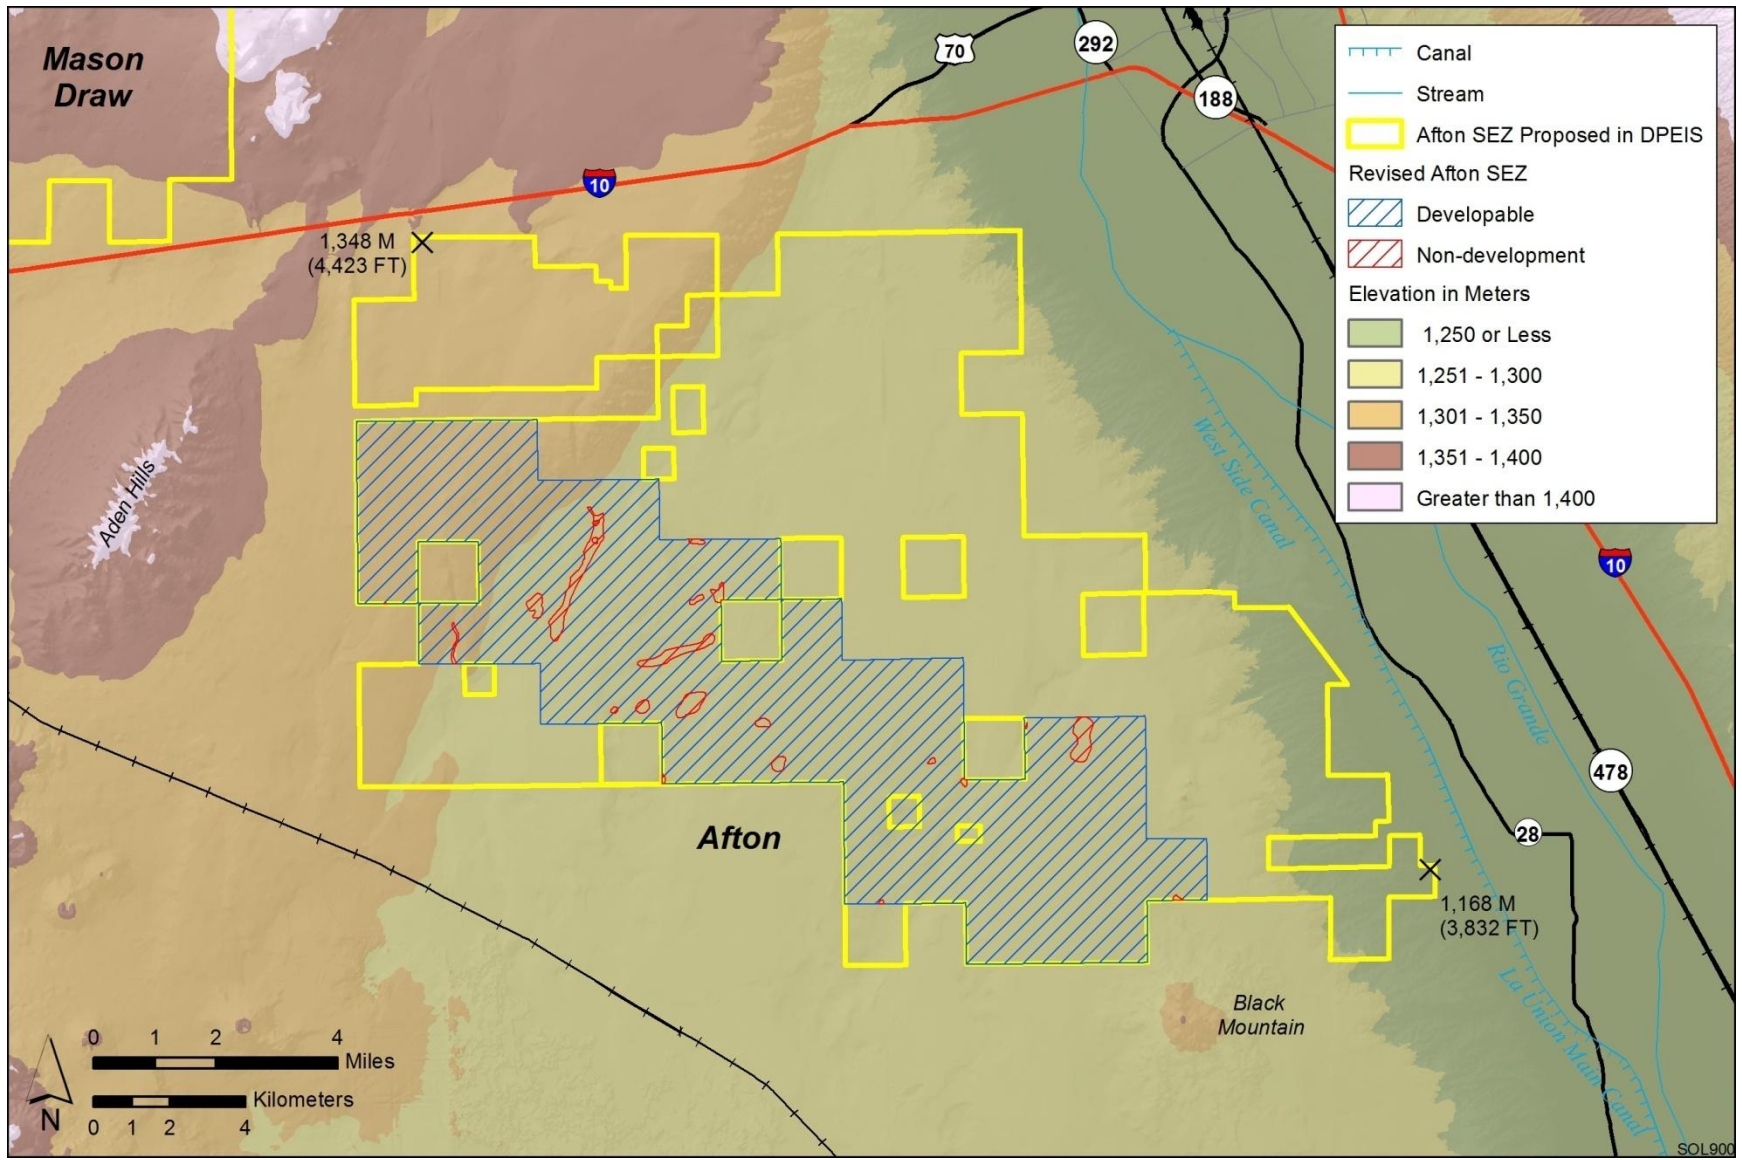 Mason
Draw
70
292
188
10
1,348 M
(4,423 FT)
Canal
Stream
Afton SEZ Proposed in DPEIS
Revised Afton SEZ
Developable
Non-development
Elevation in Meters
1,250 or Less
1,251 - 1,300
1,301 - 1,350
1,351 - 1,400
Greater than 1,400
Aden Hills
West Side Canal
10
Rio Grande
478
28
Afton
1,168 M
(3,832 FT)
La Union Main Canal
Black
Mountain
0 1 2 4
Miles
Kilometers
0 1 2 4
N
SOL900